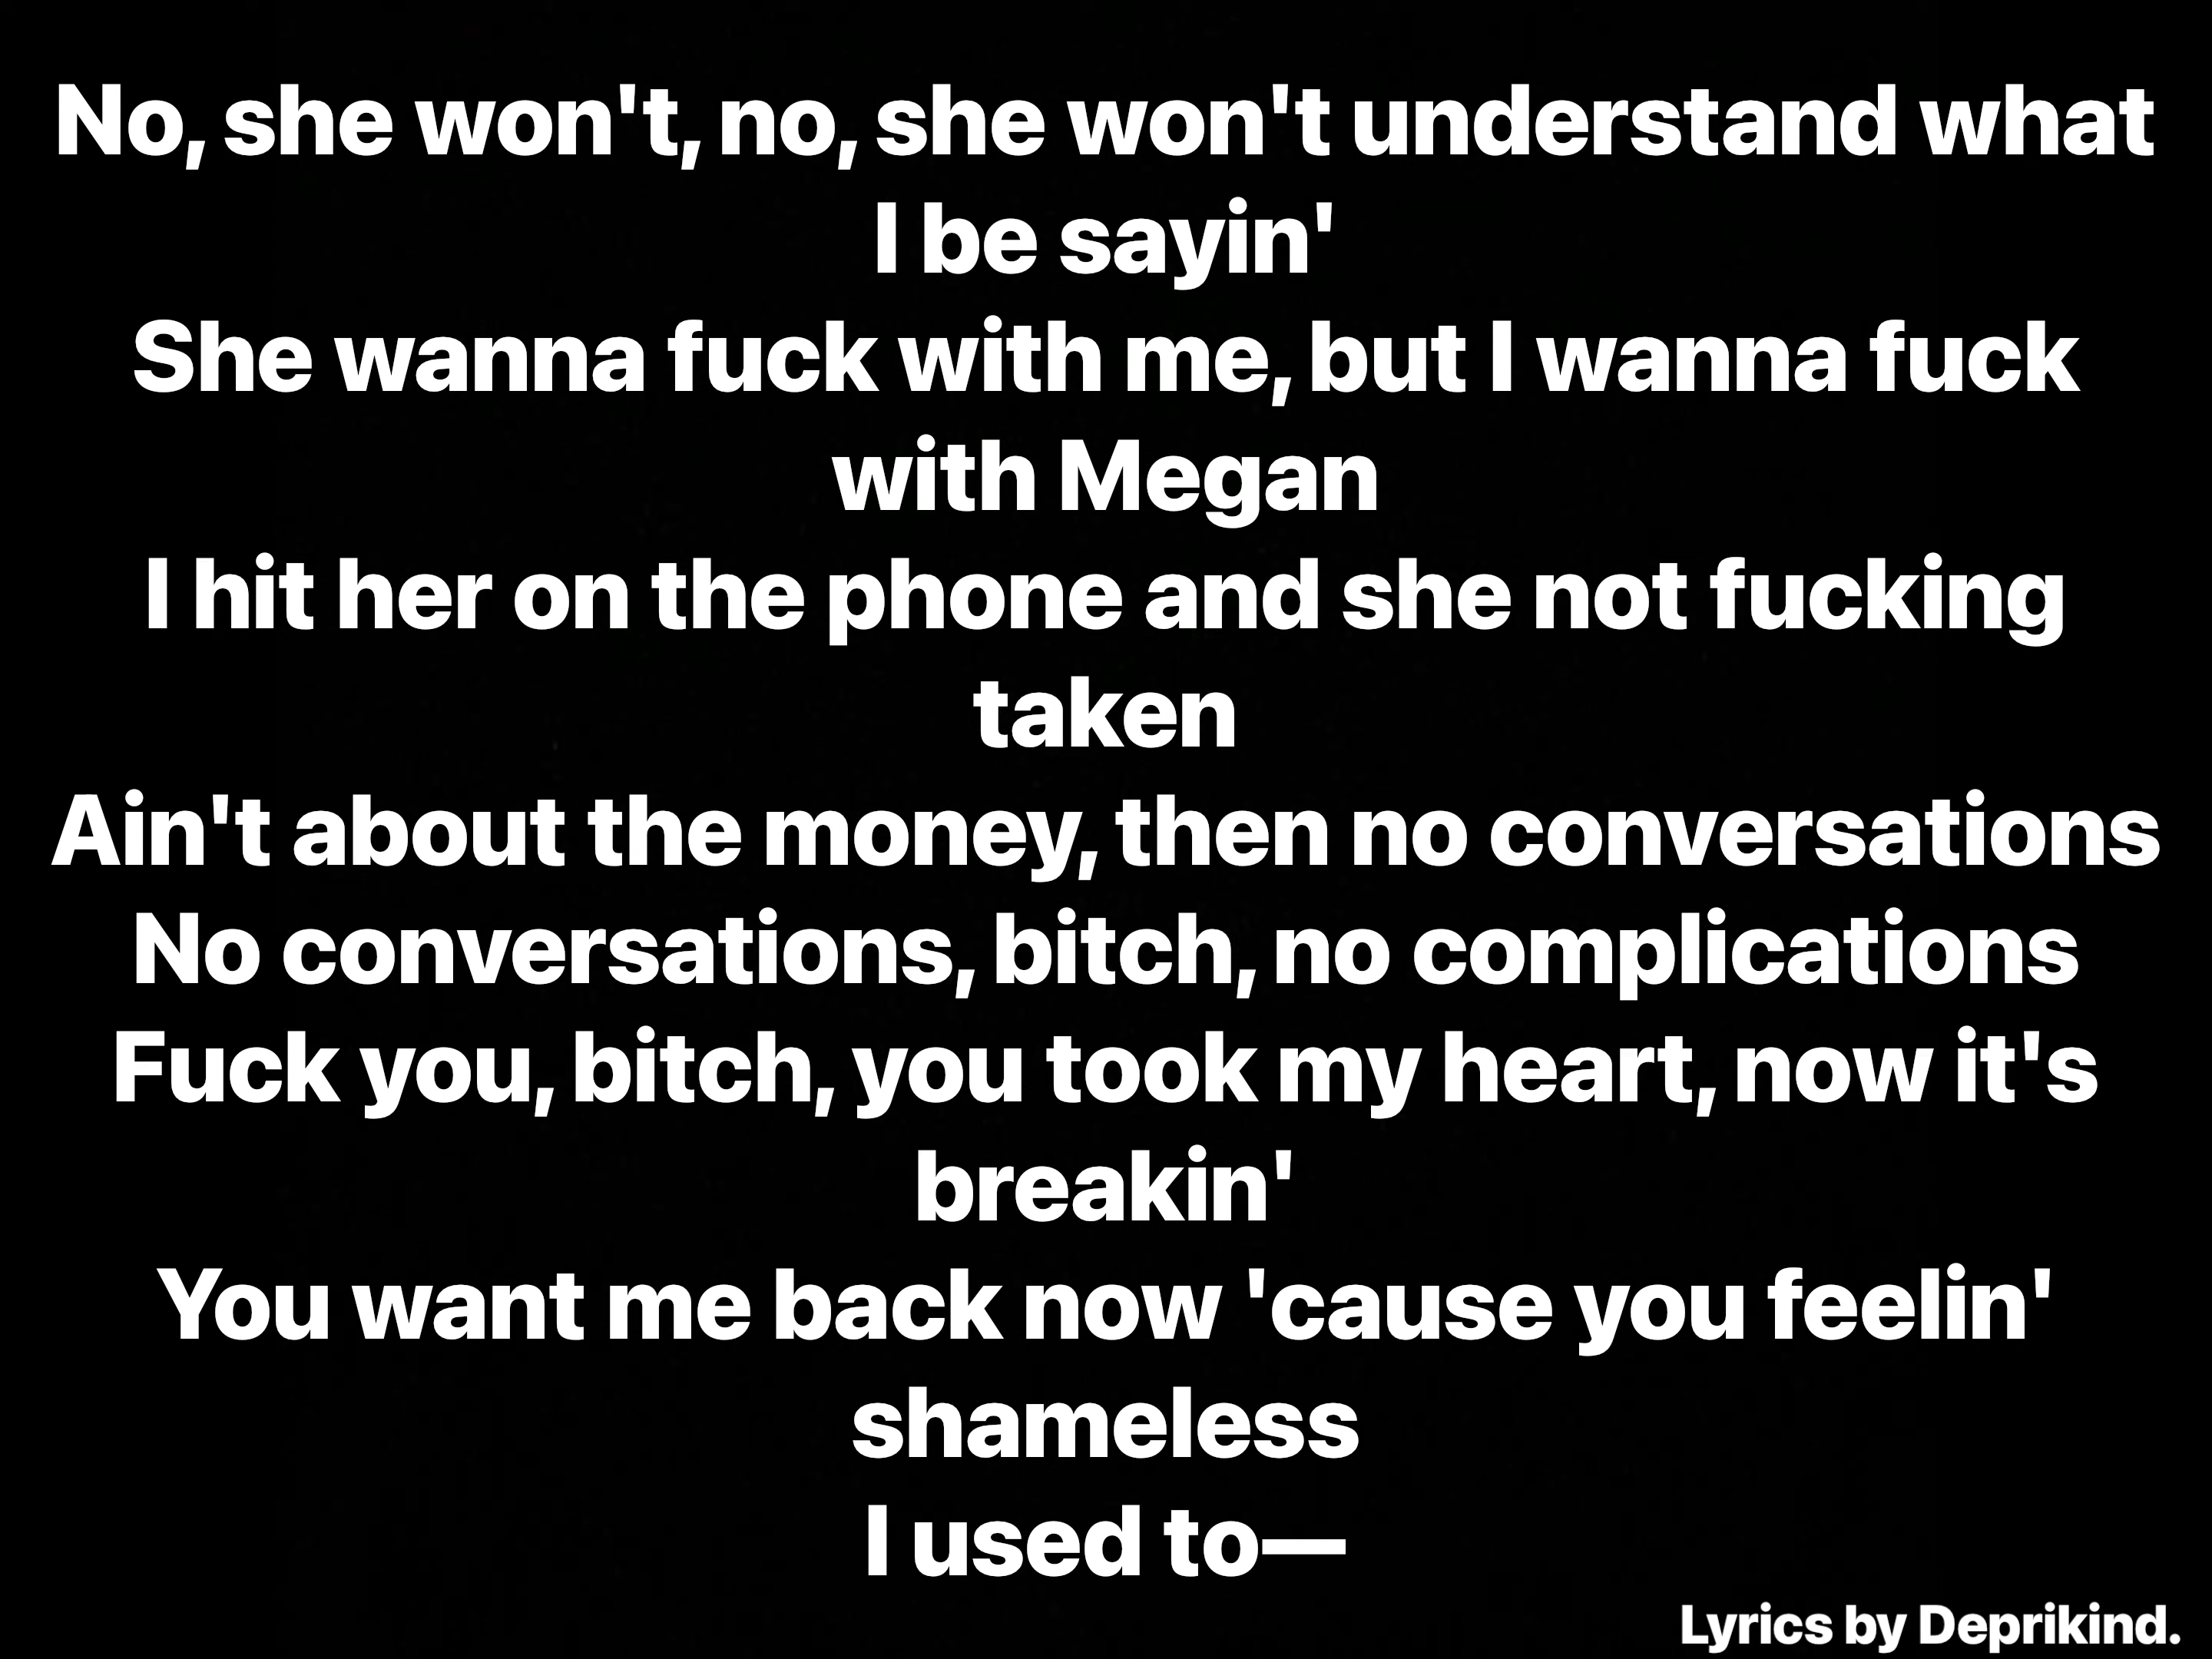 No, she won't, no, she won't understand what
I be sayin'
She wanna fuck with me, but I wanna fuck
with Megan
I hit her on the phone and she not fucking
taken
Ain't about the money, then no conversations
No conversations, bitch, no complications
Fuck you, bitch, you took my heart, now it's
breakin'
You want me back now 'cause you feelin'
shameless
I used to—
Lyrics by Deprikind.